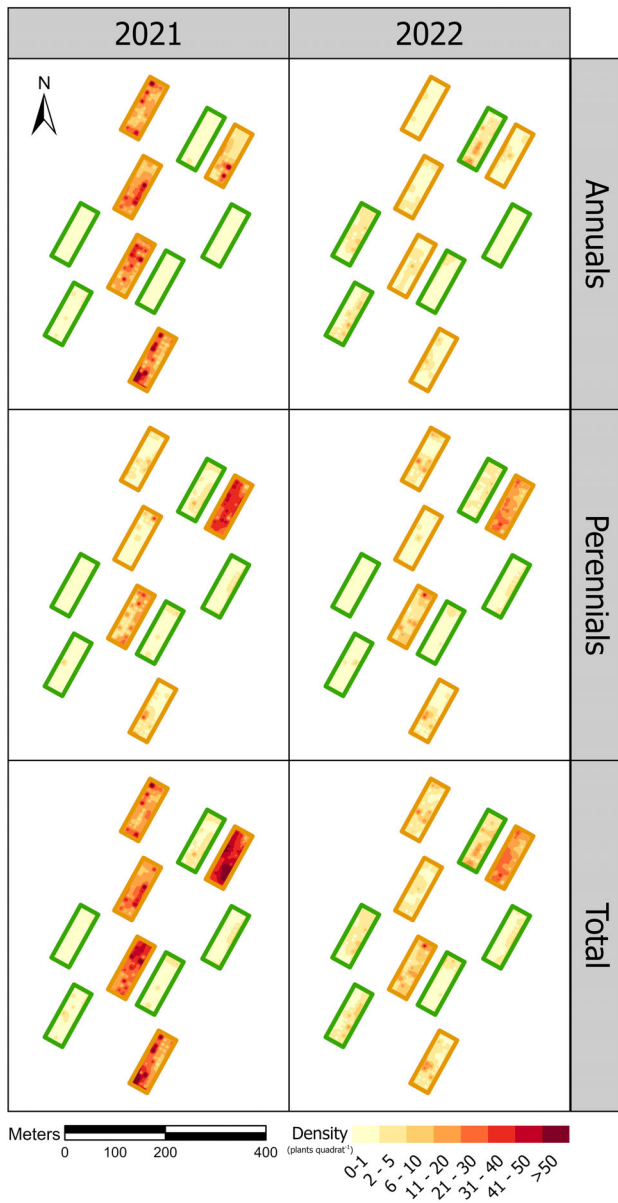 2021 2022
N
Annuals
Perennials
Total
Meters
0 200 400
Density
(plants quadrat⁻¹)
0-1 2 - 5 6 - 10 11 - 20 21 - 30 31 - 40 41 - 50 >50